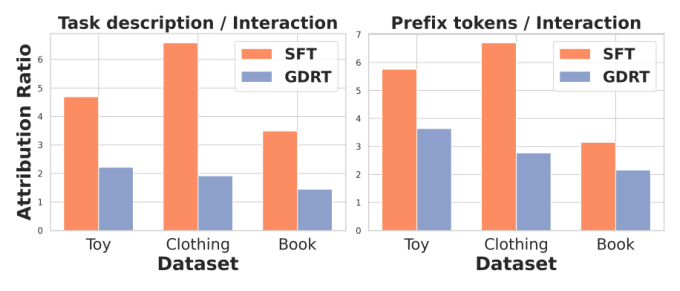 Task description / Interaction
Attribution Ratio
6
5
4
3
2
1
0
SFT
GDRT
Toy
Clothing
Book
Dataset
Prefix tokens / Interaction
7
6
5
4
3
2
1
0
SFT
GDRT
Toy
Clothing
Book
Dataset